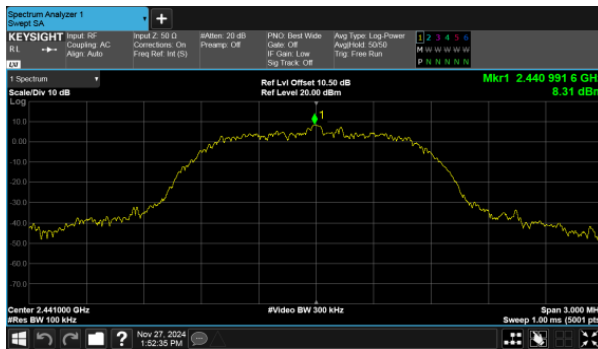 Spectrum Analyzer 1
Swept SA
+
KEYSIGHT Input: RF Input Z: 50 Ω #Atten: 20 dB PNO: Best Wide Avg Type: Log-Power 1 2 3 4 5 6
RL Coupling: AC Corrections: On Preamp: Off Gate: Off Avg|Hold: 50/50 M W W W W W
Align: Auto Freq Ref: Int (S) IF Gain: Low Trig: Free Run P N N N N N
LXI Sig Track: Off
1 Spectrum Ref Lvl Offset 10.50 dB Mkr1 2.440 991 6 GHz
Scale/Div 10 dB Ref Level 20.00 dBm 8.31 dBm
Log
1
10.0
0.00
-10.0
-20.0
-30.0
-40.0
-50.0
-60.0
-70.0
Center 2.441000 GHz #Video BW 300 kHz Span 3.000 MHz
#Res BW 100 kHz Sweep 1.00 ms (5001 pts
? Nov 27, 2024
1:52:35 PM